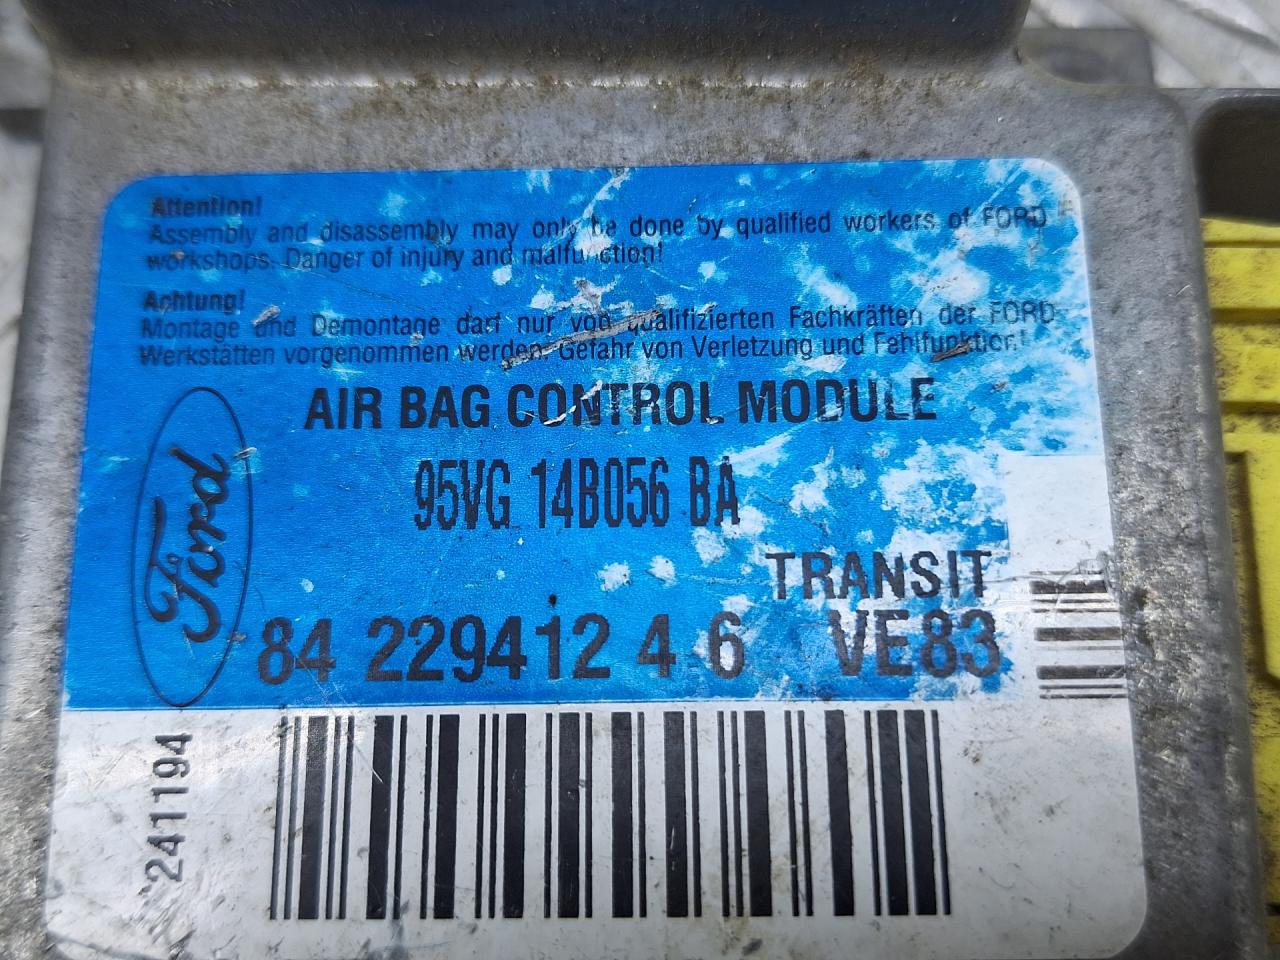 Attention!
Assembly and disassembly may only be done by qualified workers of FORD
workshops. Danger of injury and malfunction!
Achtung!
Montage und Demontage darf nur von qualifizierten Fachkräften der FORD
Werkstätten vorgenommen werden. Gefahr von Verletzung und Fehlfunktion!
AIR BAG CONTROL MODULE
95VG 14B056 BA
Ford
TRANSIT
84 229412 4 6 VE83
241194